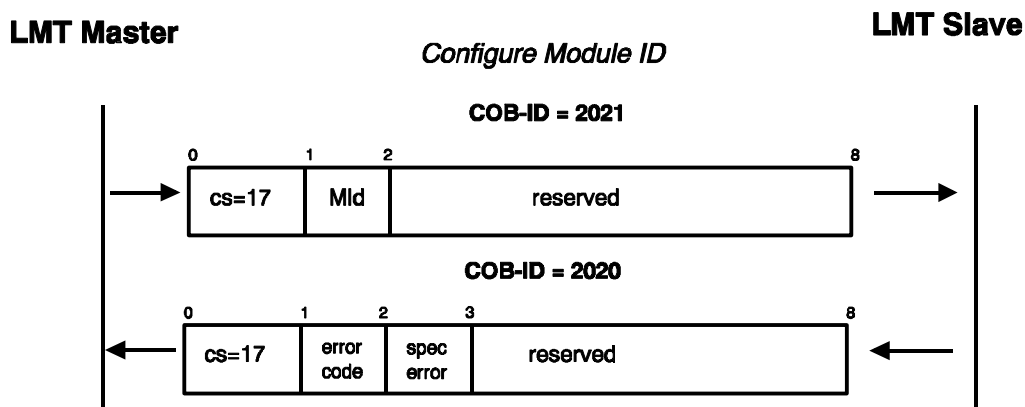 LMT Master
LMT Slave
Configure Module ID
COB-ID = 2021
0 1 2 8
cs=17 MId reserved
COB-ID = 2020
0 1 2 3 8
cs=17 error code spec error reserved